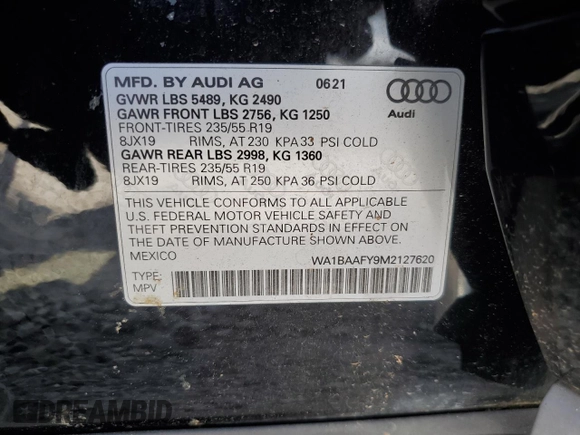 MFD. BY AUDI AG 06 21
GVWR LBS 5489, KG 2490
GAWR FRONT LBS 2756, KG 1250
FRONT-TIRES 235/55 R19
8JX19 RIMS, AT 230 KPA 33 PSI COLD
GAWR REAR LBS 2998, KG 1360
REAR-TIRES 235/55 R19
8JX19 RIMS, AT 250 KPA 36 PSI COLD
Audi
THIS VEHICLE CONFORMS TO ALL APPLICABLE
U.S. FEDERAL MOTOR VEHICLE SAFETY AND
THEFT PREVENTION STANDARDS IN EFFECT ON
THE DATE OF MANUFACTURE SHOWN ABOVE.
MEXICO WA1BAAFY9M2127620
TYPE:
MPV
DREAMBID